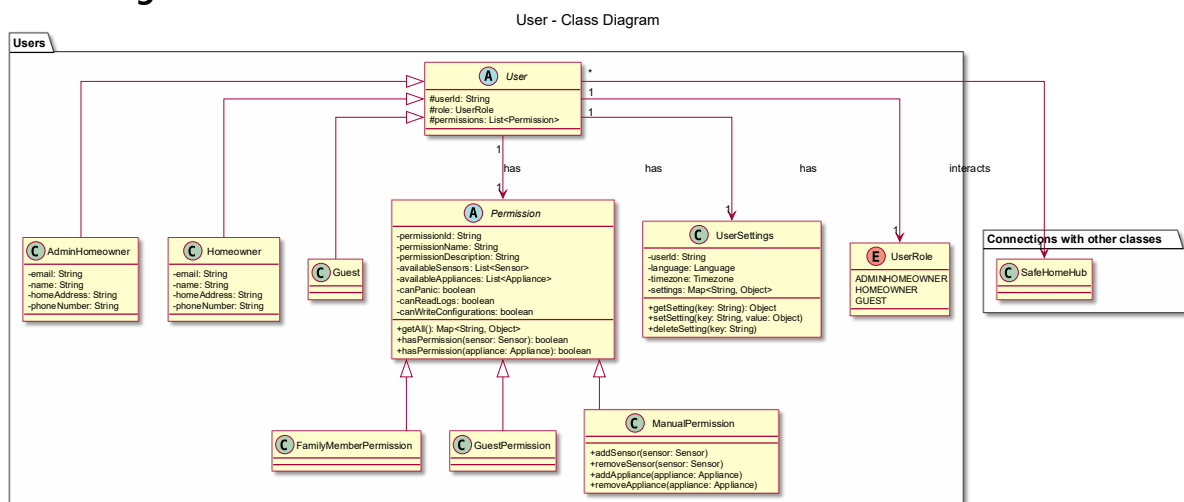 User - Class Diagram
Users
A User
#userId: String
#role: UserRole
#permissions: List<Permission>
*
1
1
1
has
has
has
interacts
1
1
1
1
C AdminHomeowner
-email: String
-name: String
-homeAddress: String
-phoneNumber: String
C Homeowner
-email: String
-name: String
-homeAddress: String
-phoneNumber: String
C Guest
A Permission
-permissionId: String
-permissionName: String
-permissionDescription: String
-availableSensors: List<Sensor>
-availableAppliances: List<Appliance>
-canPanic: boolean
-canReadLogs: boolean
-canWriteConfigurations: boolean
+getAll(): Map<String, Object>
+hasPermission(sensor: Sensor): boolean
+hasPermission(appliance: Appliance): boolean
C UserSettings
-userId: String
-language: Language
-timezone: Timezone
-settings: Map<String, Object>
+getSetting(key: String): Object
+setSetting(key: String, value: Object)
+deleteSetting(key: String)
E UserRole
ADMINHOMEOWNER
HOMEOWNER
GUEST
Connections with other classes
C SafeHomeHub
C FamilyMemberPermission
C GuestPermission
C ManualPermission
+addSensor(sensor: Sensor)
+removeSensor(sensor: Sensor)
+addAppliance(appliance: Appliance)
+removeAppliance(appliance: Appliance)